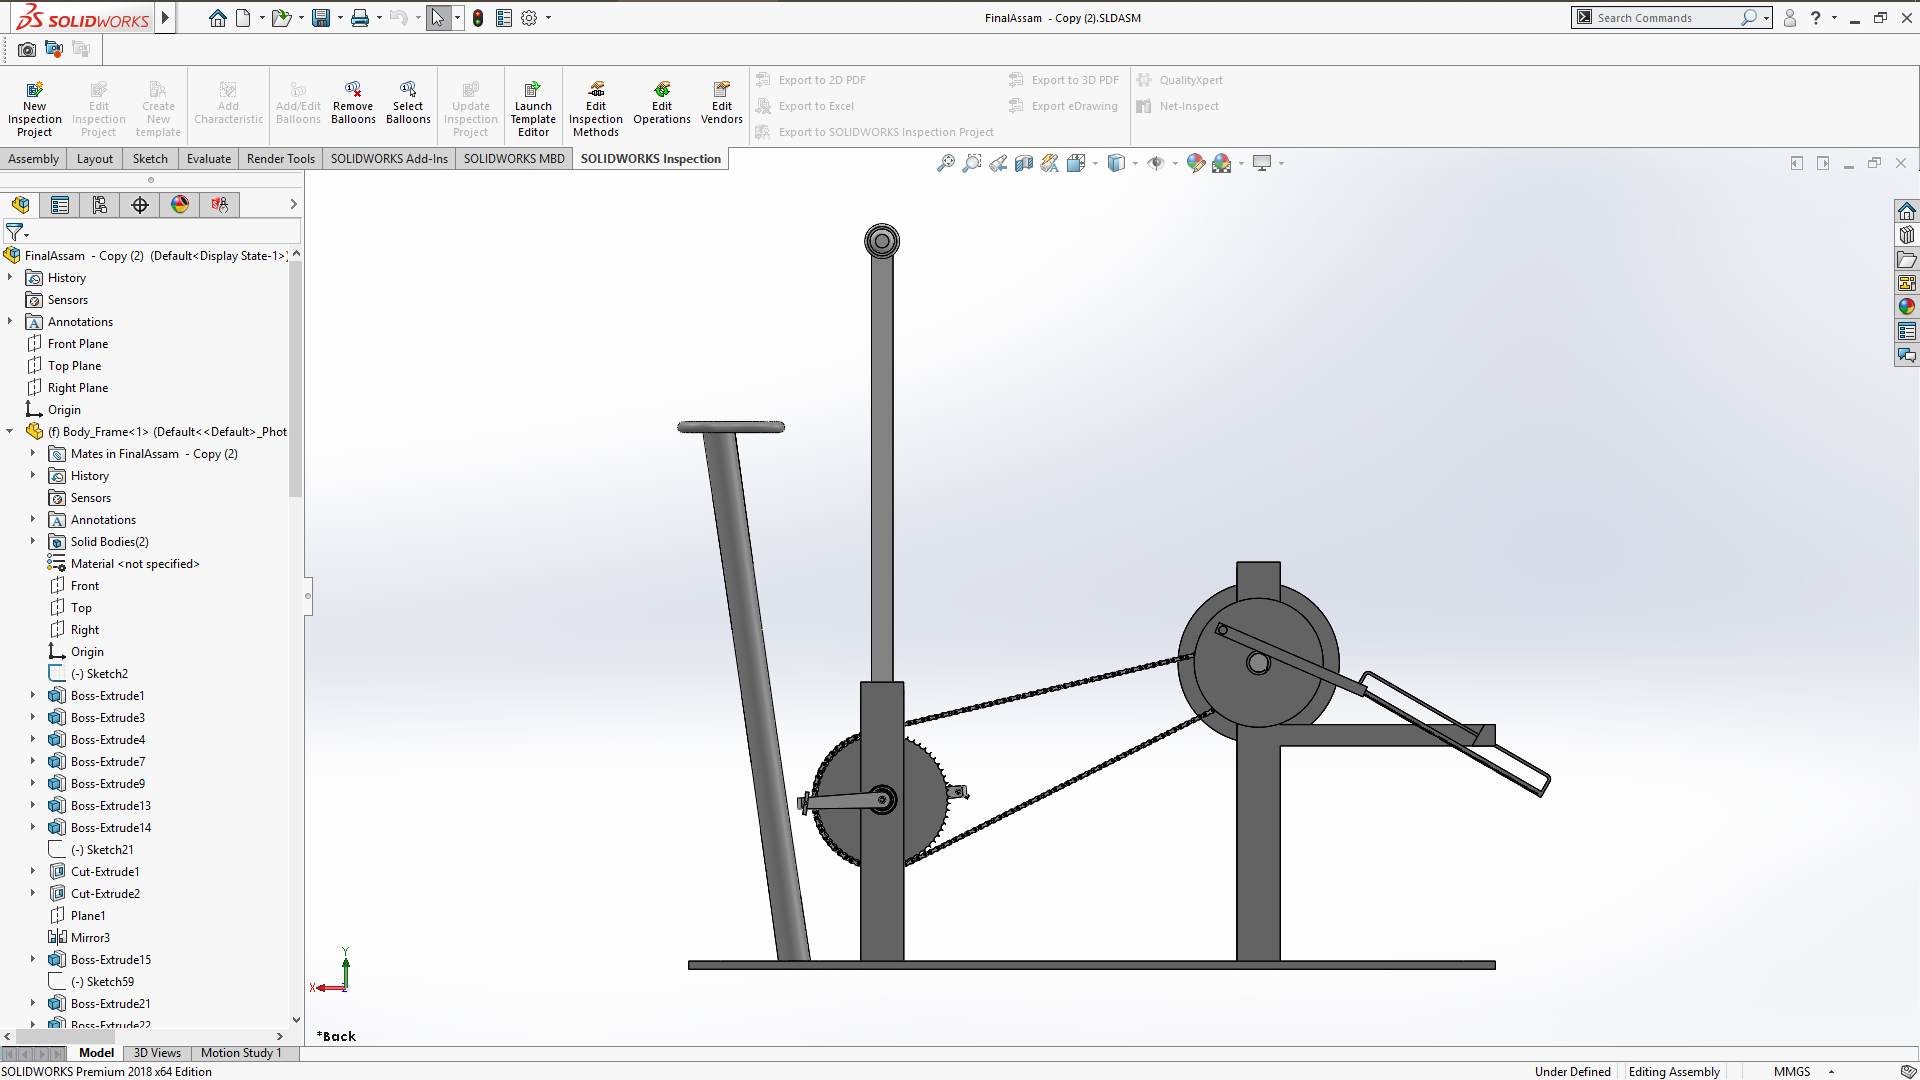 SOLIDWORKS
FinalAssam - Copy (2).SLDASM
Search Commands
New Inspection Project
Edit Inspection Project
Create New template
Add Characteristic
Add/Edit Balloons
Remove Balloons
Select Balloons
Update Inspection Project
Launch Template Editor
Edit Inspection Methods
Edit Operations
Edit Vendors
Export to 2D PDF
Export to Excel
Export to SOLIDWORKS Inspection Project
Export to 3D PDF
Export eDrawing
QualityXpert
Net-Inspect
Assembly
Layout
Sketch
Evaluate
Render Tools
SOLIDWORKS Add-Ins
SOLIDWORKS MBD
SOLIDWORKS Inspection
FinalAssam - Copy (2) (Default<Display State-1>)
History
Sensors
Annotations
Front Plane
Top Plane
Right Plane
Origin
(f) Body_Frame<1> (Default<<Default>_Phot
Mates in FinalAssam - Copy (2)
History
Sensors
Annotations
Solid Bodies(2)
Material <not specified>
Front
Top
Right
Origin
(-) Sketch2
Boss-Extrude1
Boss-Extrude3
Boss-Extrude4
Boss-Extrude7
Boss-Extrude9
Boss-Extrude13
Boss-Extrude14
(-) Sketch21
Cut-Extrude1
Cut-Extrude2
Plane1
Mirror3
Boss-Extrude15
(-) Sketch59
Boss-Extrude21
Boss-Extrude22
Y
X
Z
*Back
Model
3D Views
Motion Study 1
SOLIDWORKS Premium 2018 x64 Edition
Under Defined
Editing Assembly
MMGS